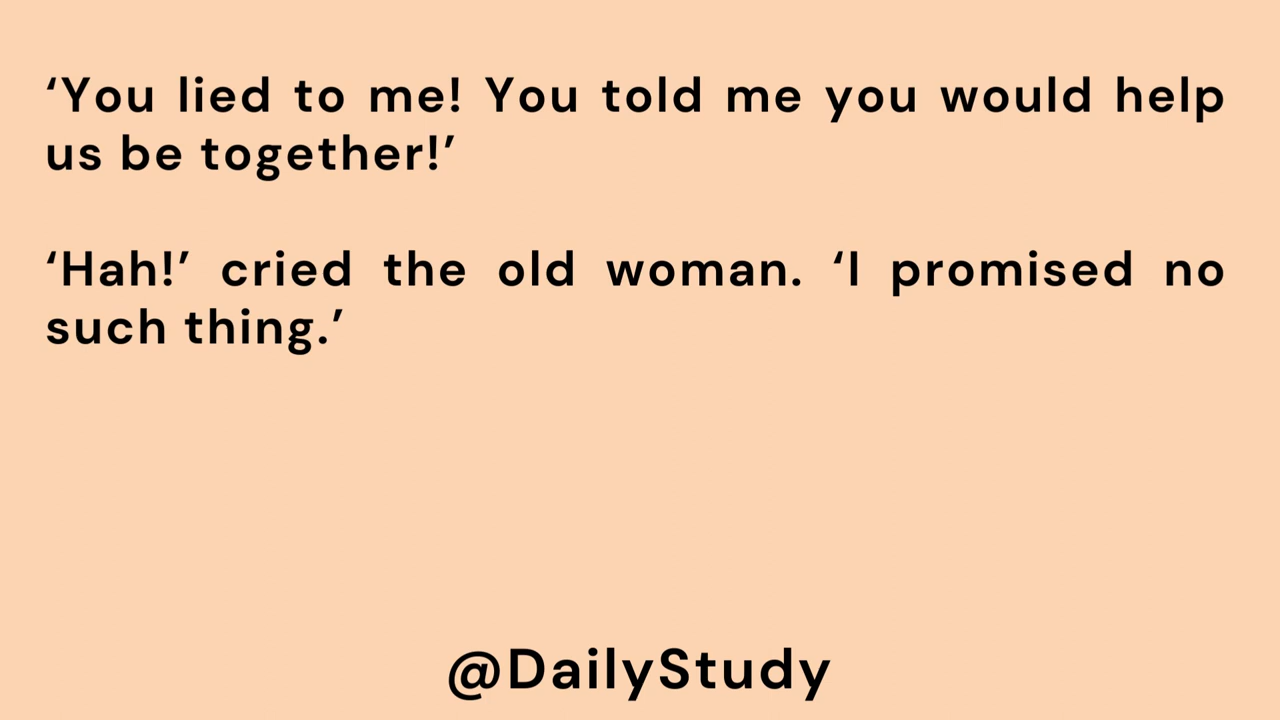 ‘You lied to me! You told me you would help
us be together!’
‘Hah!’ cried the old woman. ‘I promised no
such thing.’
@DailyStudy